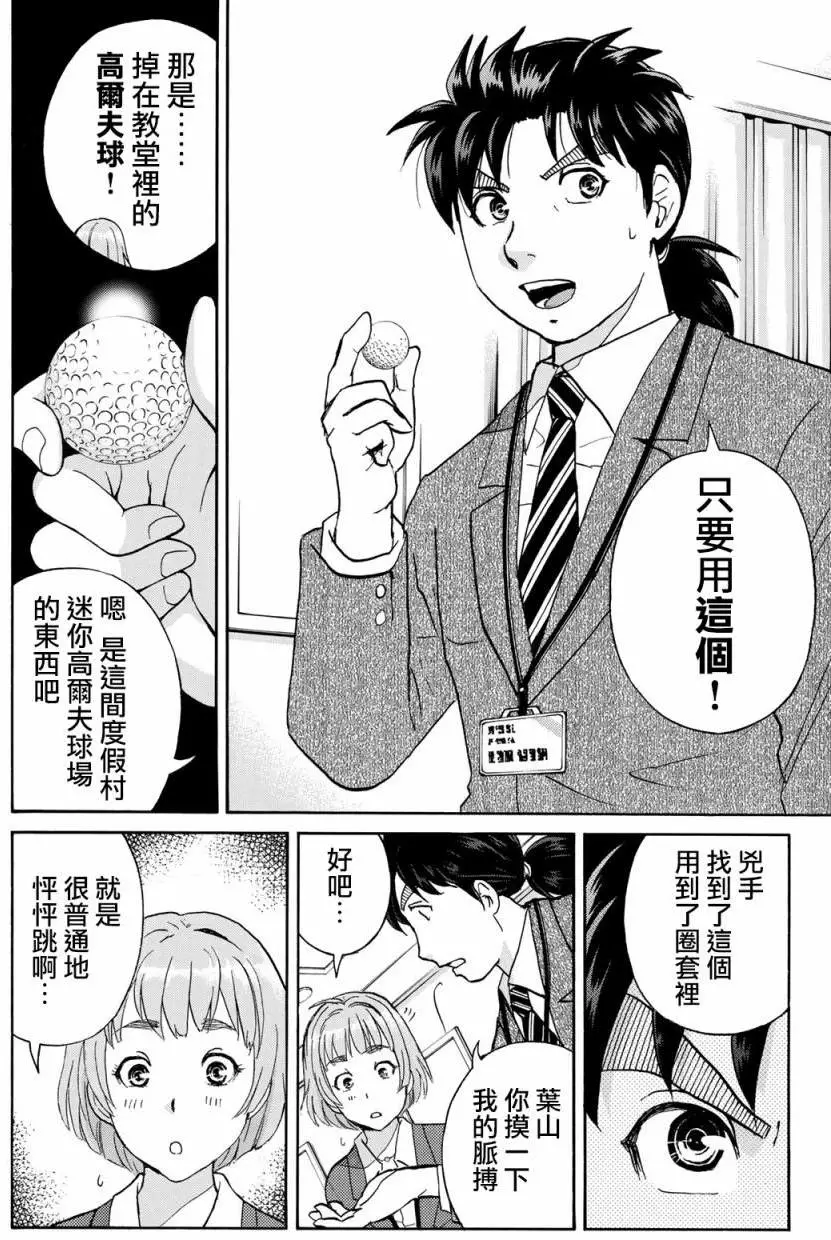 只要用這個！
那是……
掉在教堂裡的
高爾夫球！
嗯 是這間度假村
迷你高爾夫球場
的東西吧
兇手
找到了這個
用到了圈套裡
好吧…
葉山
你摸一下
我的脈搏
就是
很普通地
怦怦跳啊…